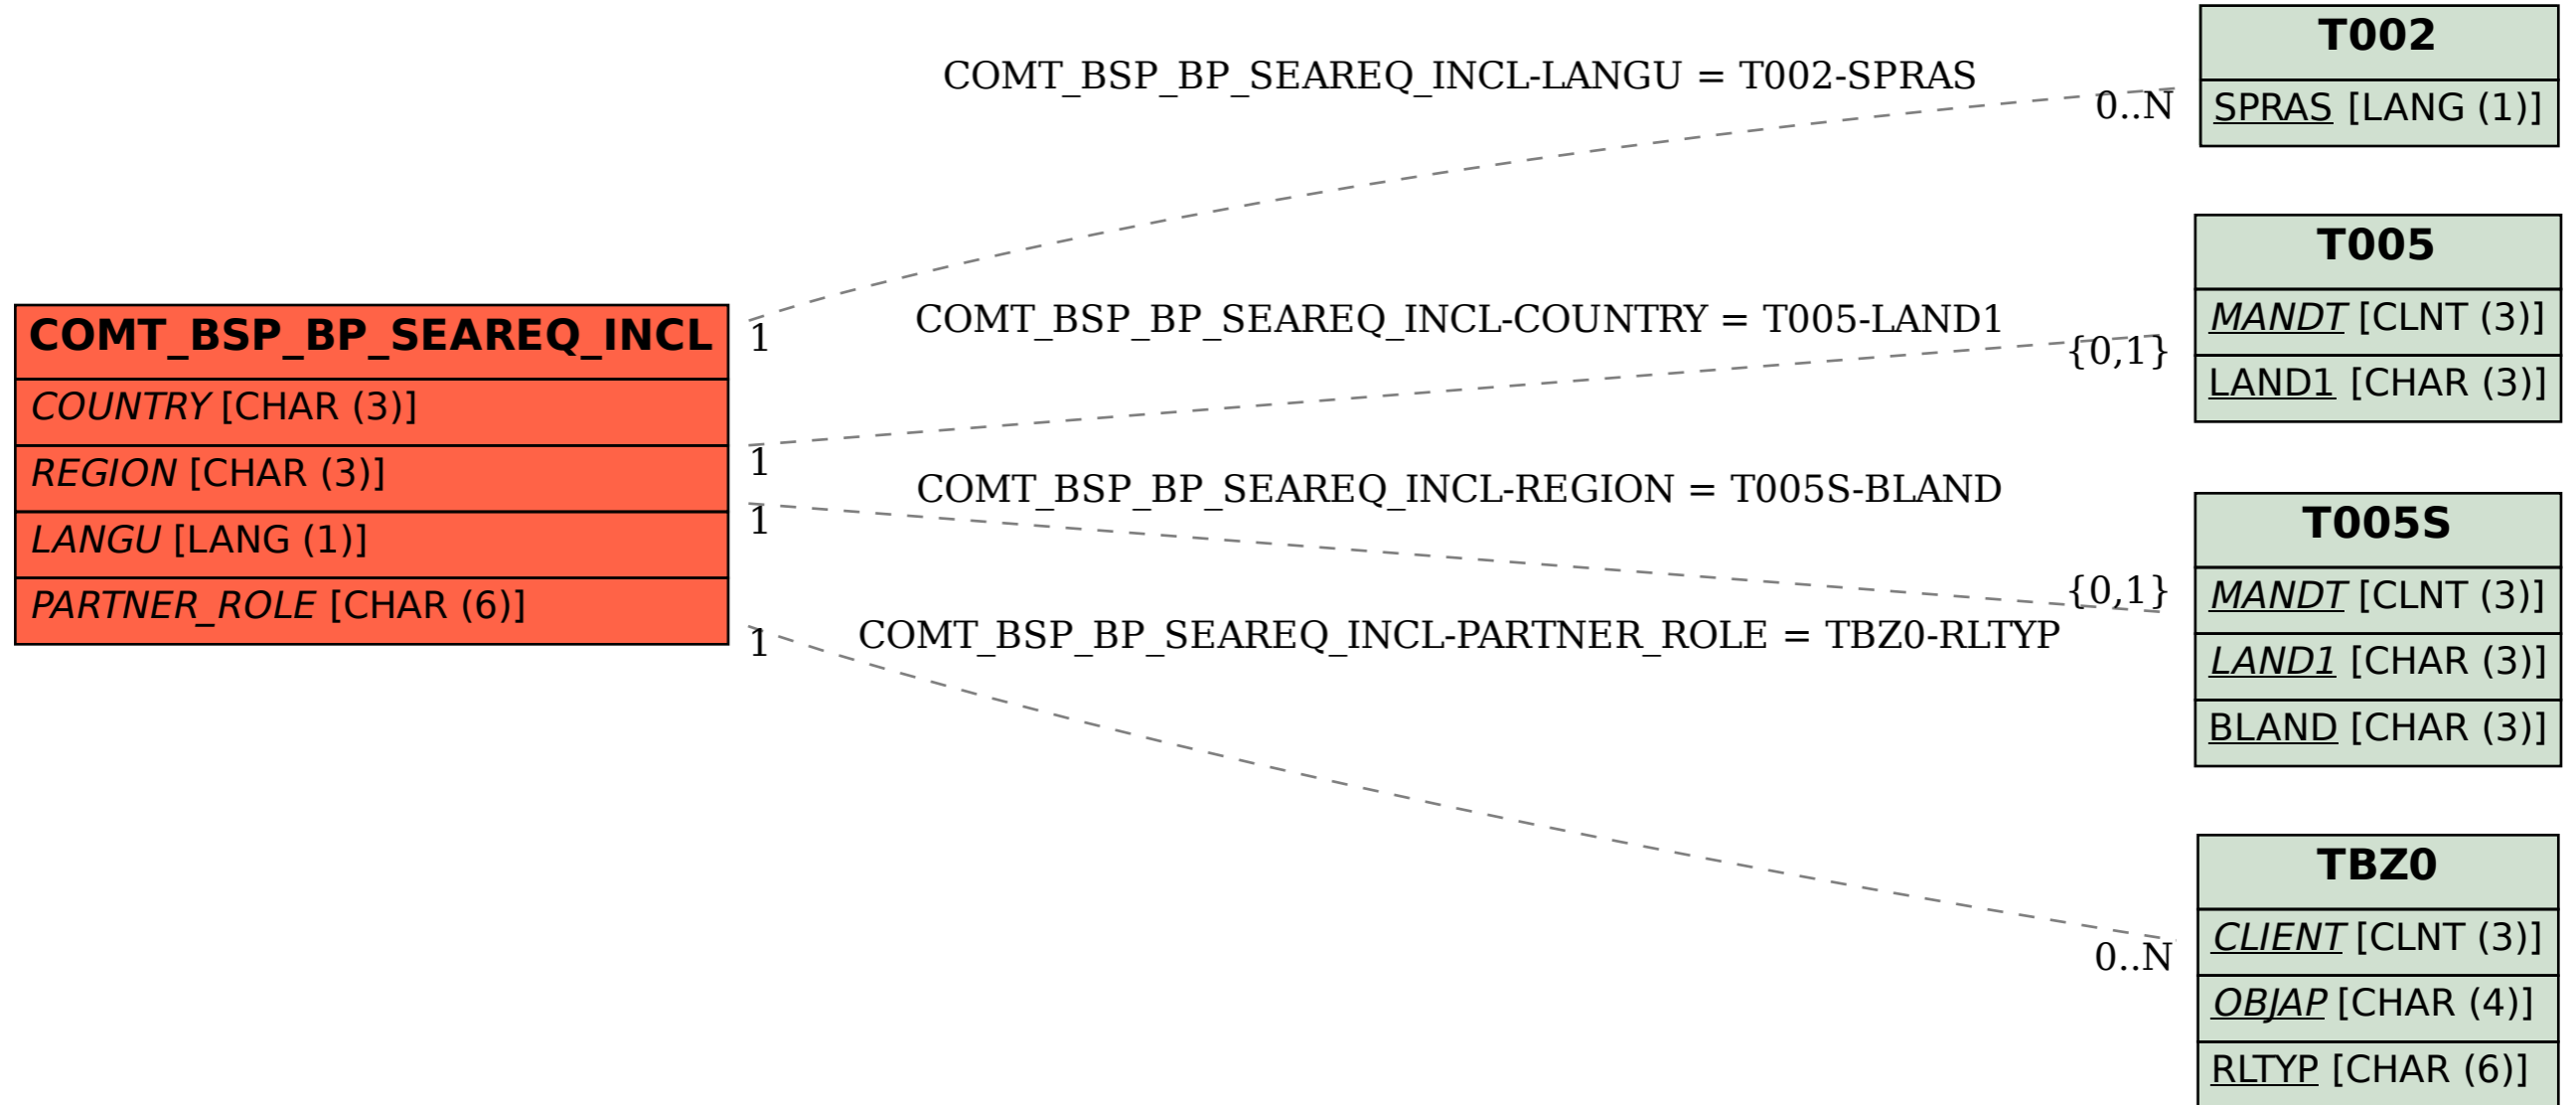 COMT_BSP_BP_SEAREQ_INCL
COUNTRY [CHAR (3)]
REGION [CHAR (3)]
LANGU [LANG (1)]
PARTNER_ROLE [CHAR (6)]
COMT_BSP_BP_SEAREQ_INCL-LANGU = T002-SPRAS
1
0..N
COMT_BSP_BP_SEAREQ_INCL-COUNTRY = T005-LAND1
1
{0,1}
COMT_BSP_BP_SEAREQ_INCL-REGION = T005S-BLAND
1
{0,1}
COMT_BSP_BP_SEAREQ_INCL-PARTNER_ROLE = TBZ0-RLTYP
1
0..N
T002
SPRAS [LANG (1)]
T005
MANDT [CLNT (3)]
LAND1 [CHAR (3)]
T005S
MANDT [CLNT (3)]
LAND1 [CHAR (3)]
BLAND [CHAR (3)]
TBZ0
CLIENT [CLNT (3)]
OBJAP [CHAR (4)]
RLTYP [CHAR (6)]